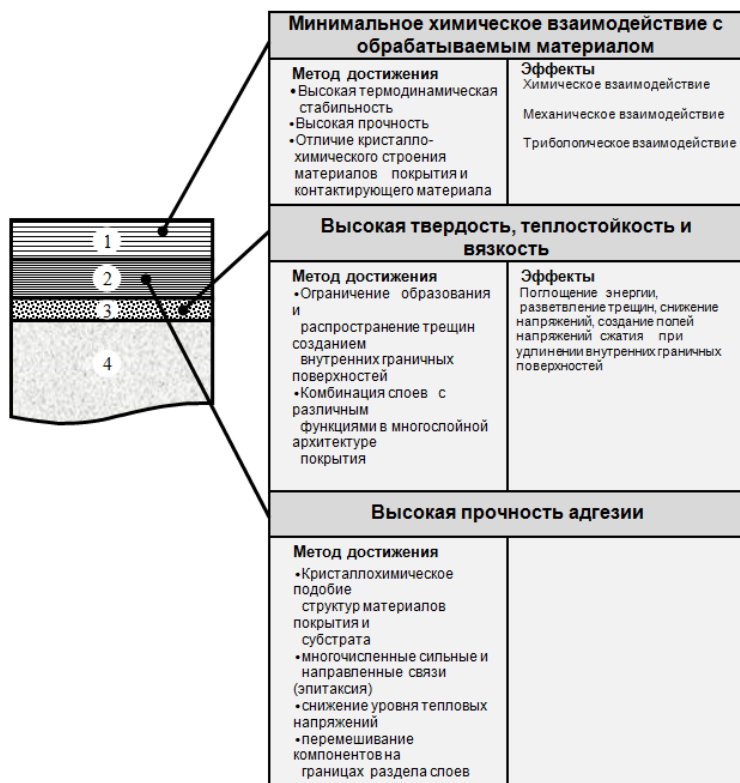 Минимальное химическое взаимодействие с
обрабатываемым материалом
Метод достижения
•Высокая термодинамическая
стабильность
•Высокая прочность
•Отличие кристалло-
химического строения
материалов покрытия и
контактирующего материала
Эффекты
Химическое взаимодействие
Механическое взаимодействие
Трибологическое взаимодействие
1
2
3
4
Высокая твердость, теплостойкость и
вязкость
Метод достижения
•Ограничение образования
и
распространение трещин
созданием
внутренних граничных
поверхностей
•Комбинация слоев с
различным
функциями в многослойной
архитектуре
покрытия
Эффекты
Поглощение энергии,
разветвление трещин, снижение
напряжений, создание полей
напряжений сжатия при
удлинении внутренних граничных
поверхностей
Высокая прочность адгезии
Метод достижения
•Кристаллохимическое
подобие
структур материалов
покрытия и
субстрата
•многочисленные сильные и
направленные связи
(эпитаксия)
•снижение уровня тепловых
напряжений
•перемешивание
компонентов на
границах раздела слоев